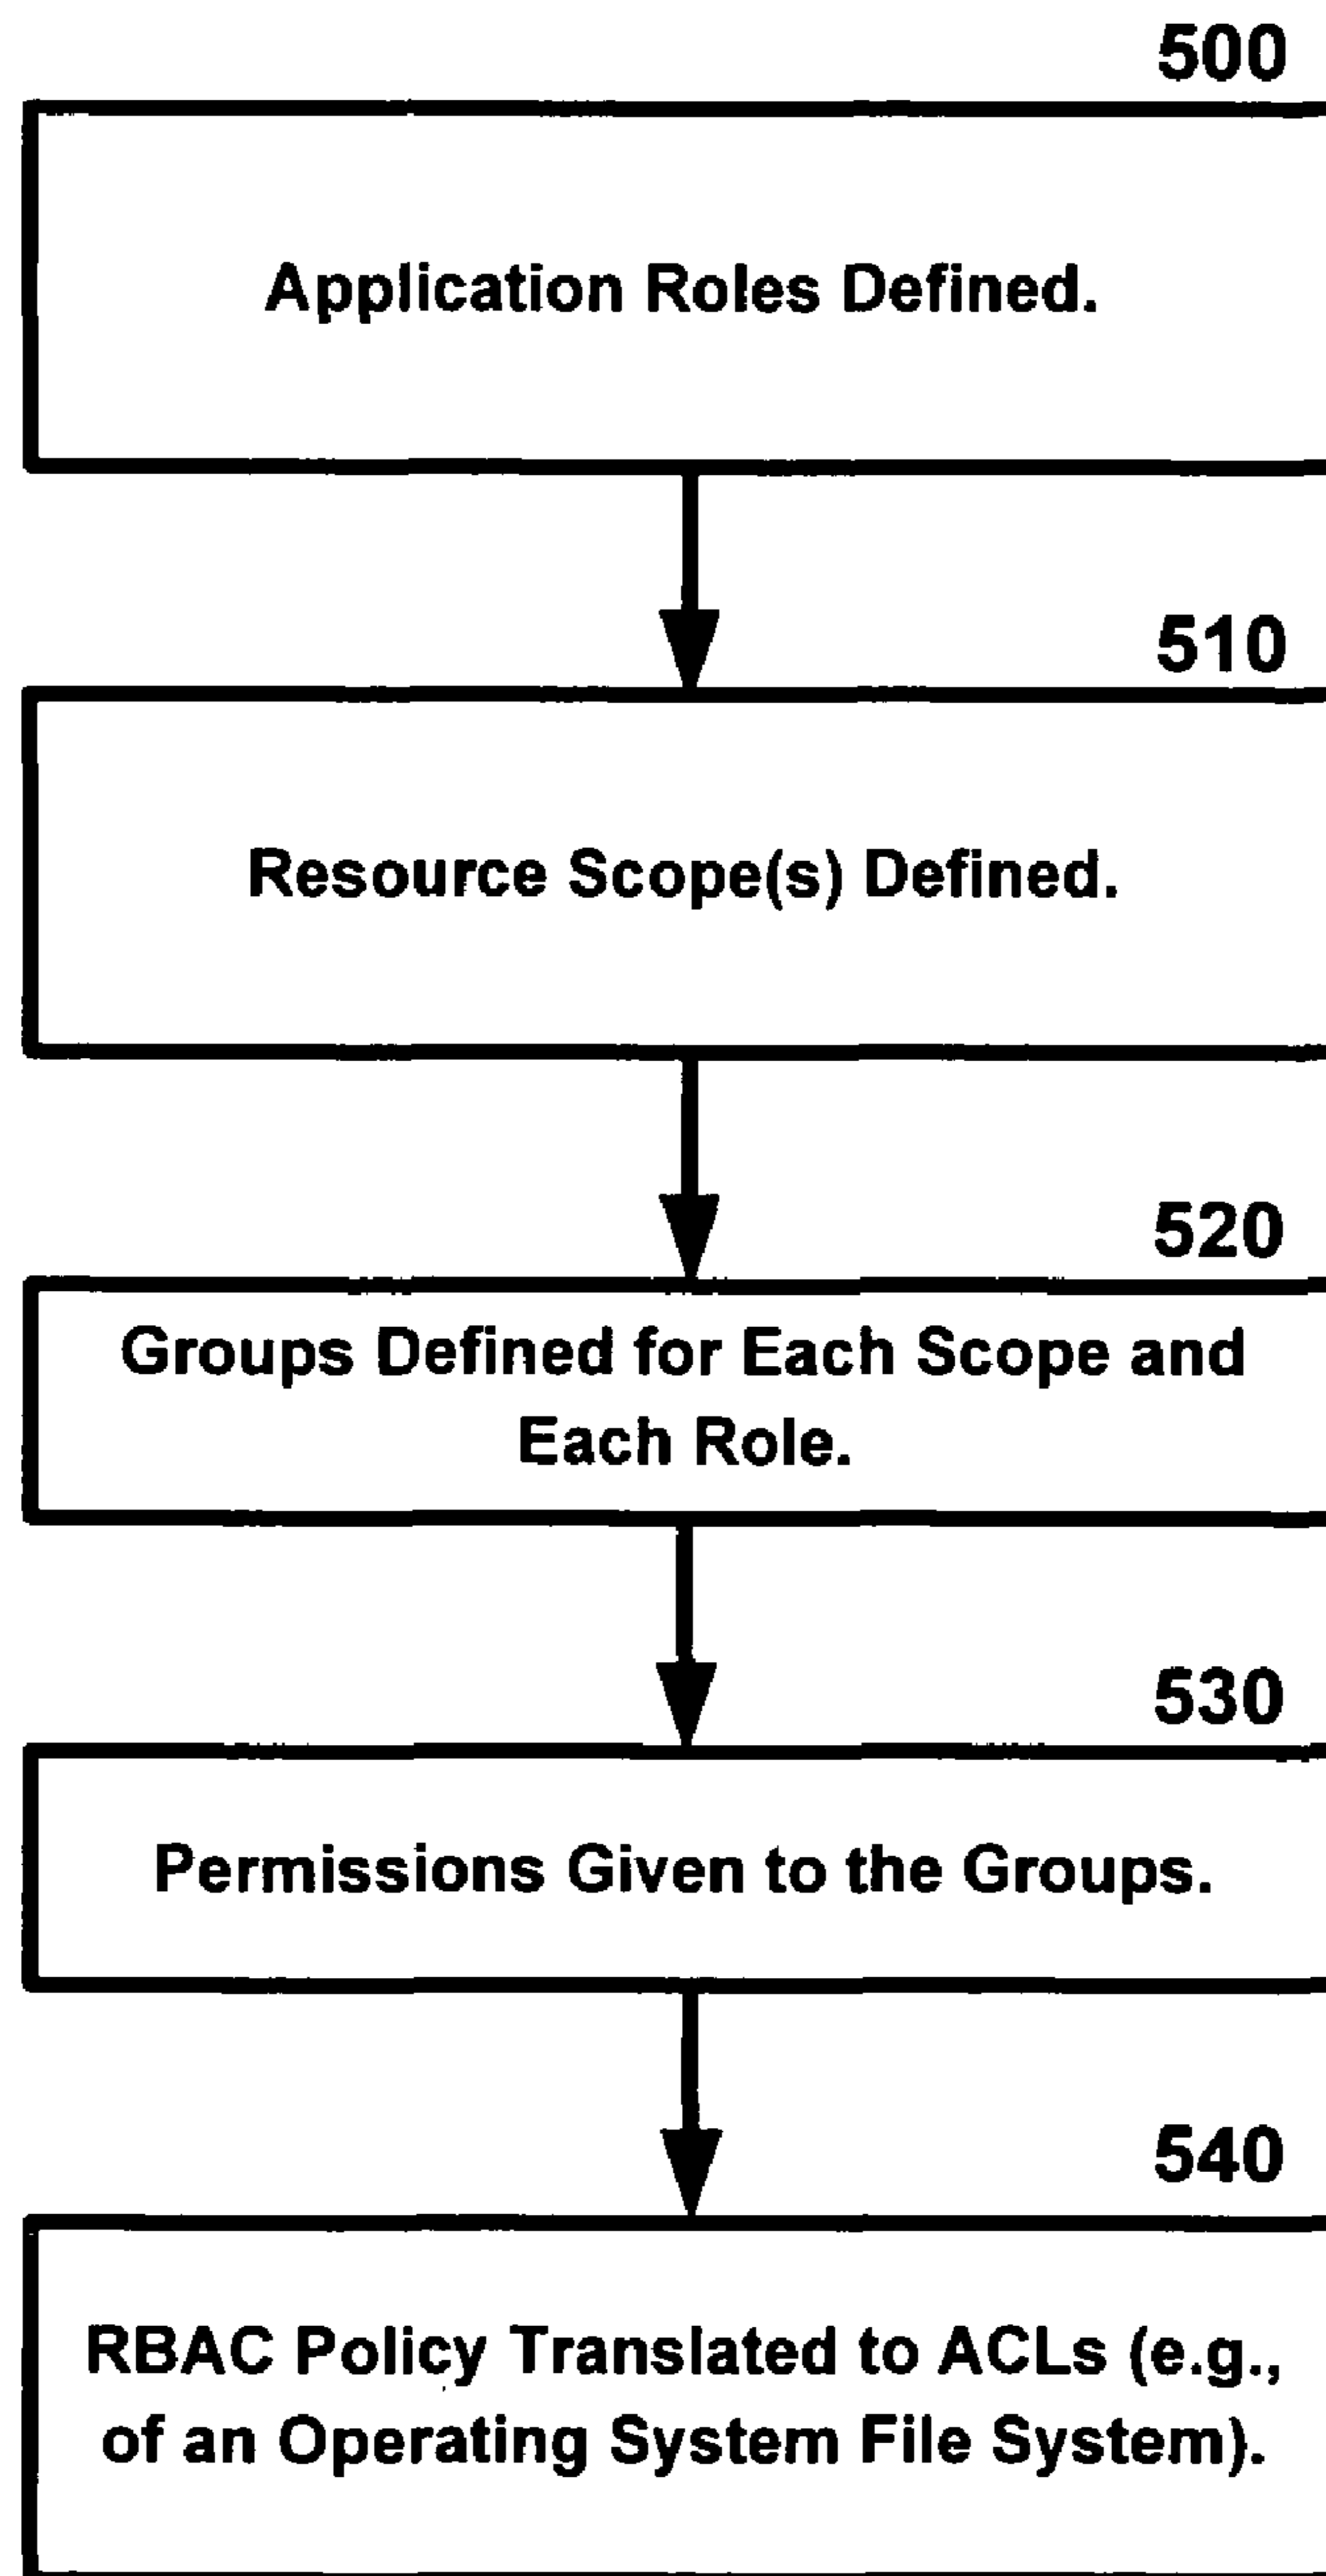 500
Application Roles Defined.
510
Resource Scope(s) Defined.
520
Groups Defined for Each Scope and
Each Role.
530
Permissions Given to the Groups.
540
RBAC Policy Translated to ACLs (e.g.,
of an Operating System File System).